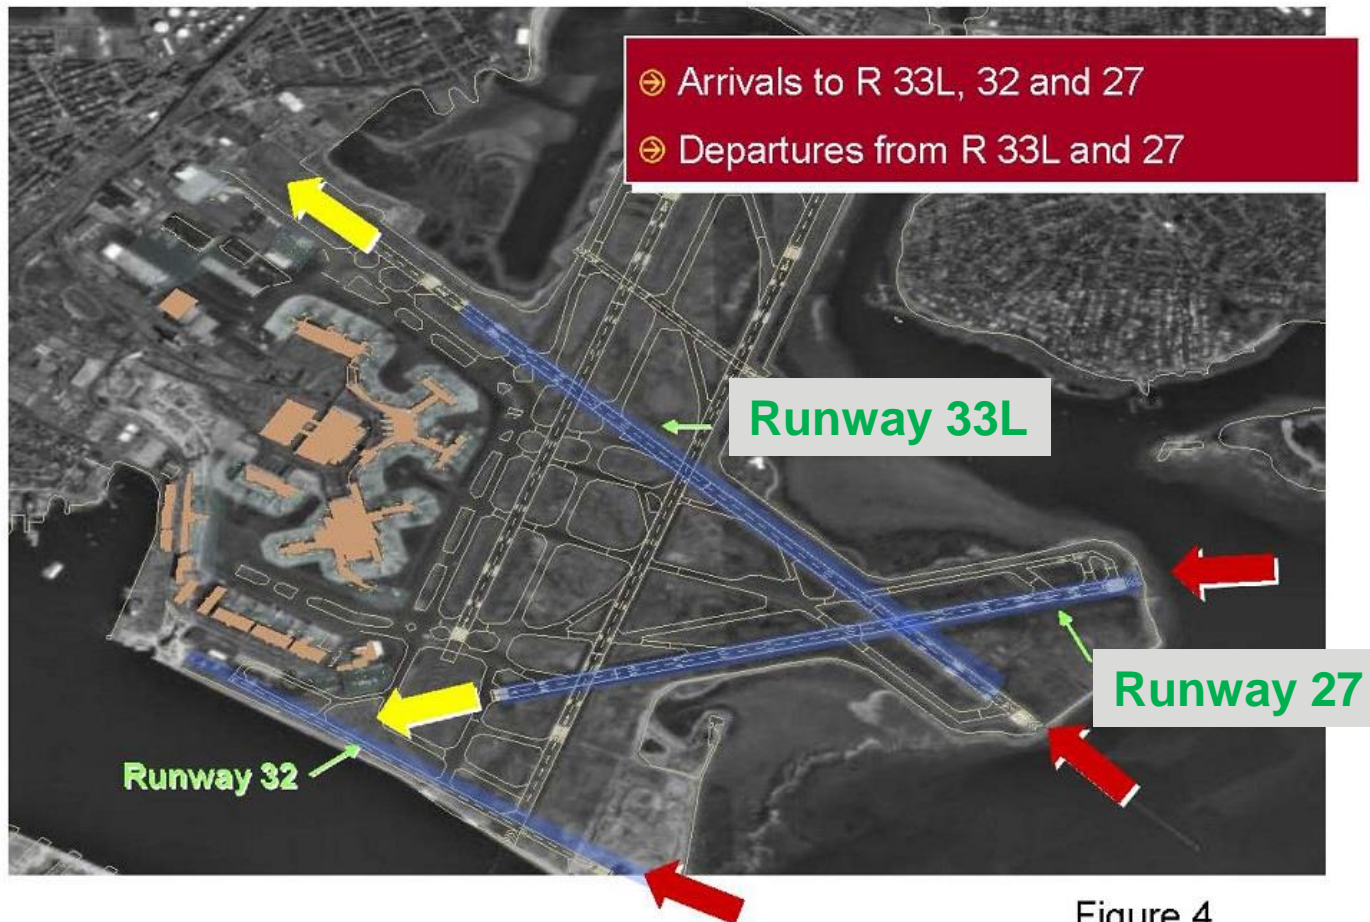 Arrivals to R 33L, 32 and 27
Departures from R 33L and 27
Runway 33L
Runway 27
Runway 32
Figure 4